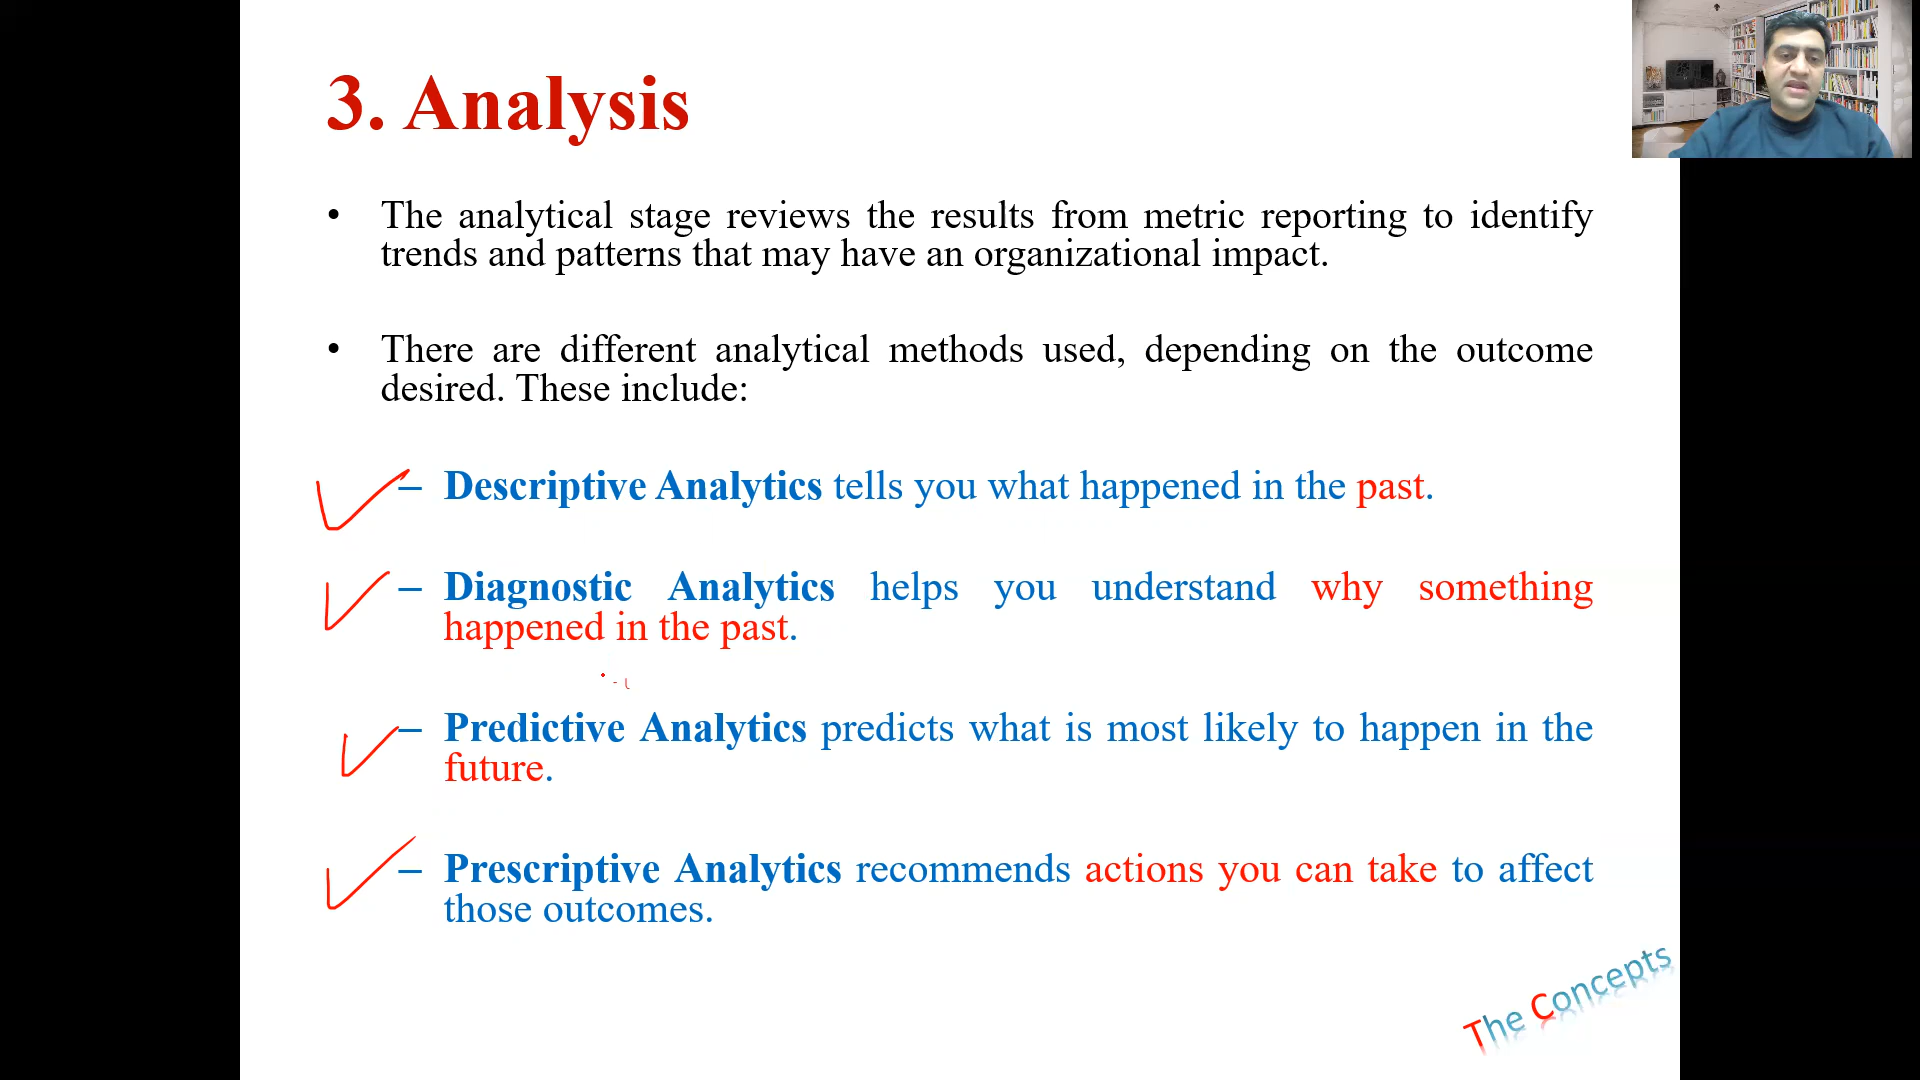 3. Analysis
• The analytical stage reviews the results from metric reporting to identify
trends and patterns that may have an organizational impact.
• There are different analytical methods used, depending on the outcome
desired. These include:
– Descriptive Analytics tells you what happened in the past.
– Diagnostic Analytics helps you understand why something
happened in the past.
– Predictive Analytics predicts what is most likely to happen in the
future.
– Prescriptive Analytics recommends actions you can take to affect
those outcomes.
The Concepts